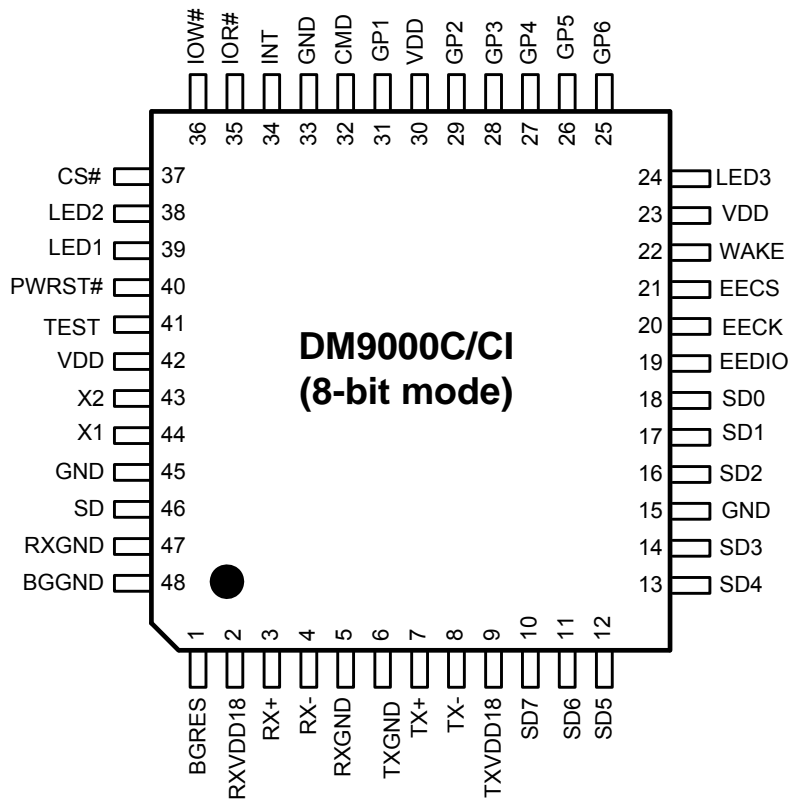 IOW#
IOR#
INT
GND
CMD
GP1
VDD
GP2
GP3
GP4
GP5
GP6
36
35
34
33
32
31
30
29
28
27
26
25
CS# 37
LED2 38
LED1 39
PWRST# 40
TEST 41
VDD 42
X2 43
X1 44
GND 45
SD 46
RXGND 47
BGGND 48
DM9000C/CI
(8-bit mode)
24 LED3
23 VDD
22 WAKE
21 EECS
20 EECK
19 EEDIO
18 SD0
17 SD1
16 SD2
15 GND
14 SD3
13 SD4
1
2
3
4
5
6
7
8
9
10
11
12
BGRES
RXVDD18
RX+
RX-
RXGND
TXGND
TX+
TX-
TXVDD18
SD7
SD6
SD5